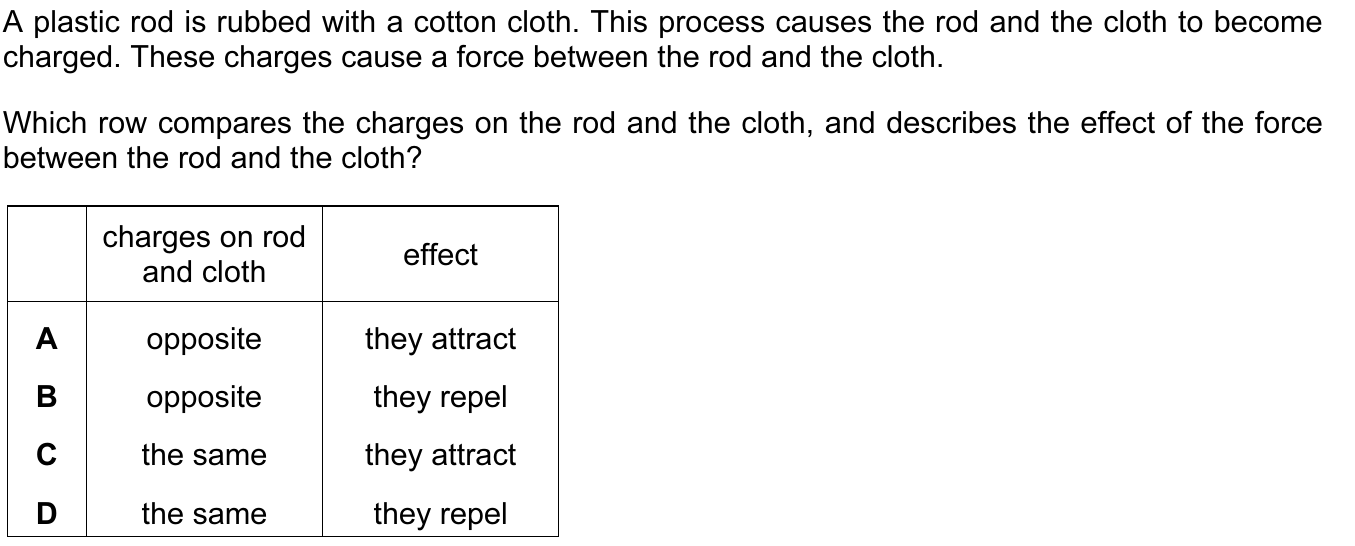 A plastic rod is rubbed with a cotton cloth. This process causes the rod and the cloth to become
charged. These charges cause a force between the rod and the cloth.
Which row compares the charges on the rod and the cloth, and describes the effect of the force
between the rod and the cloth?
charges on rod
and cloth
effect
A opposite they attract
B opposite they repel
C the same they attract
D the same they repel